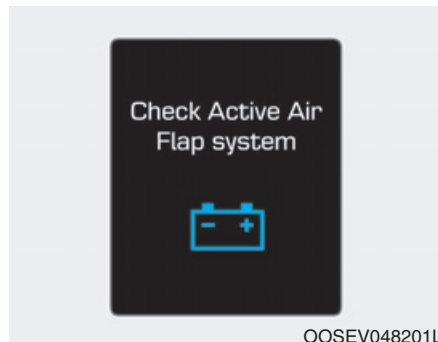 Check Active Air
Flap system
- +
OOSEV048201L